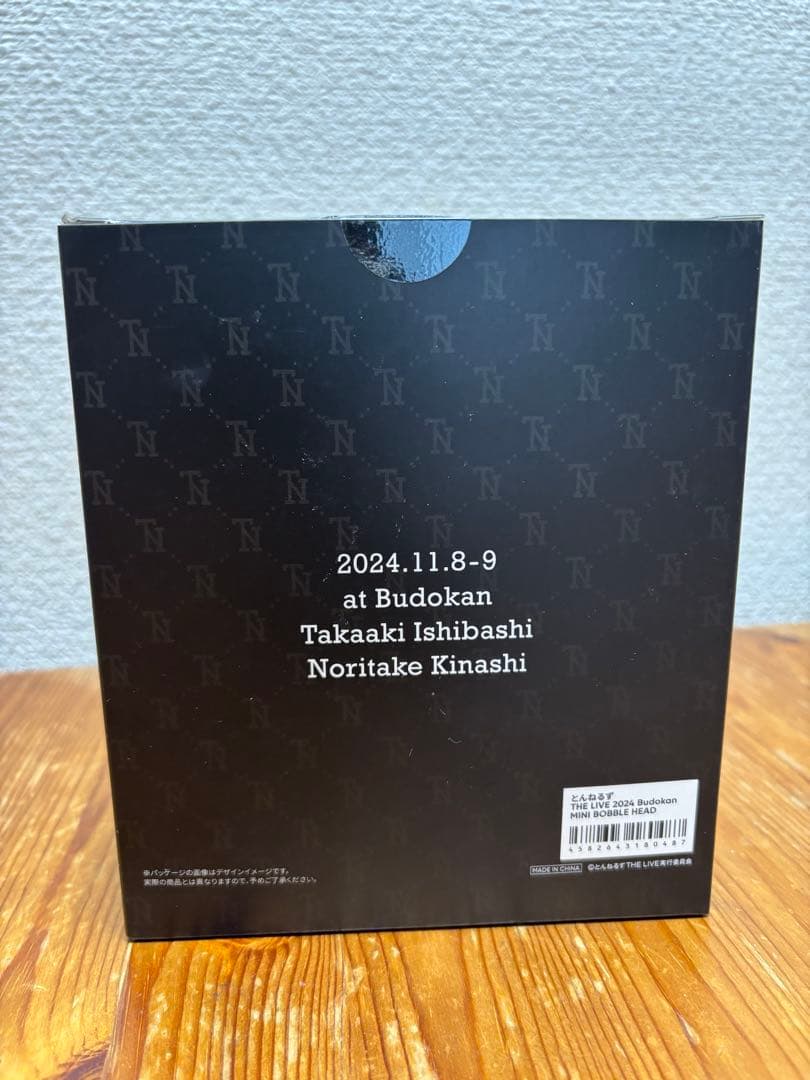 2024.11.8-9
at Budokan
Takaaki Ishibashi
Noritake Kinashi
とんねるず
THE LIVE 2024 Budokan
MINI BOBBLE HEAD
4582643180487
※パッケージの画像はデザインイメージです。
実際の商品とは異なりますので、予めご了承ください。
MADE IN CHINA ©とんねるず THE LIVE実行委員会